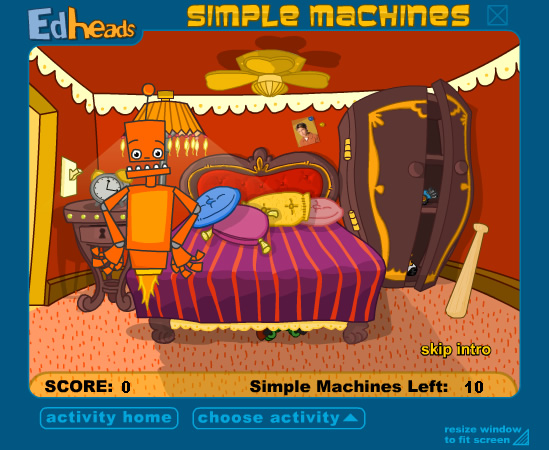 Edheads
SIMPLE MACHINES
skip intro
SCORE: 0
Simple Machines Left: 10
activity home
choose activity
resize window
to fit screen